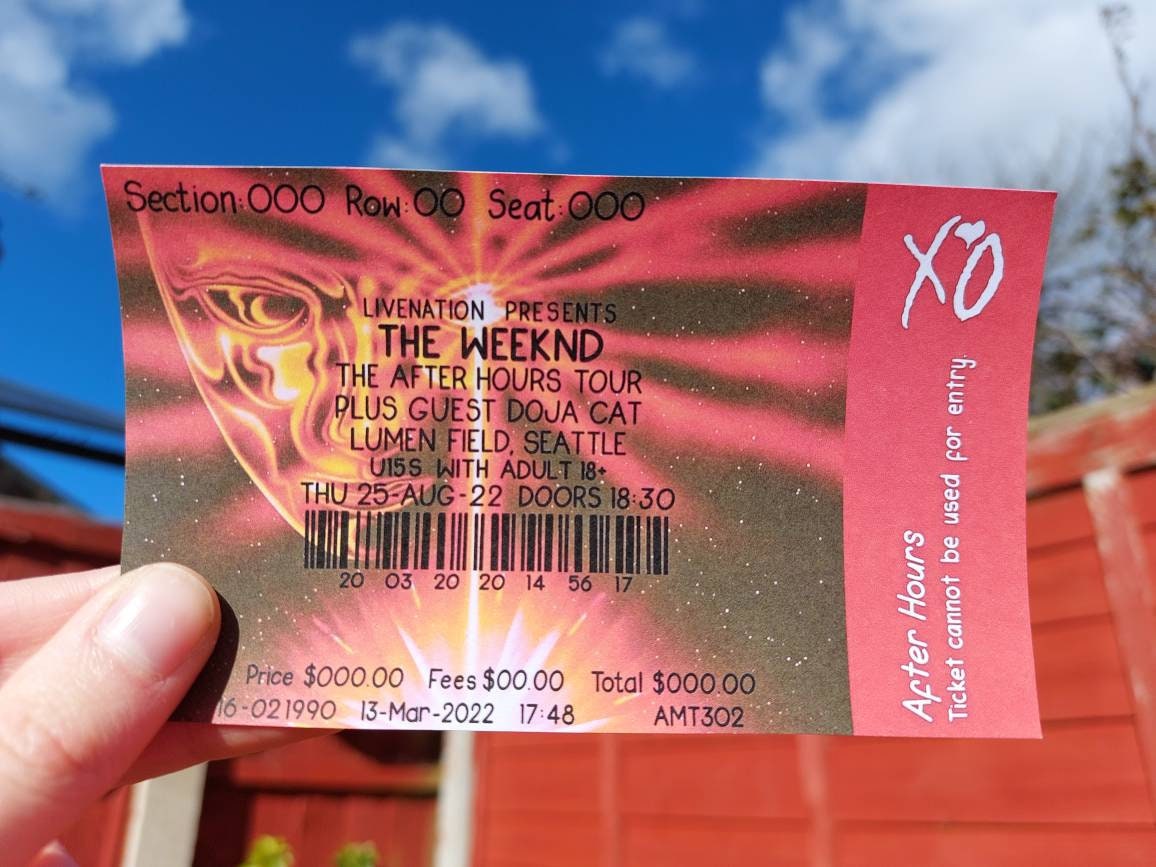 Section:000 Row:00 Seat:000
LIVENATION PRESENTS
THE WEEKND
THE AFTER HOURS TOUR
PLUS GUEST DOJA CAT
LUMEN FIELD, SEATTLE
U15S WITH ADULT 18+
THU 25-AUG-22 DOORS 18:30
20 03 20 20 14 56 17
Price $000.00 Fees $00.00 Total $000.00
16-021990 13-Mar-2022 17:48 AMT302
XO
After Hours
Ticket cannot be used for entry.